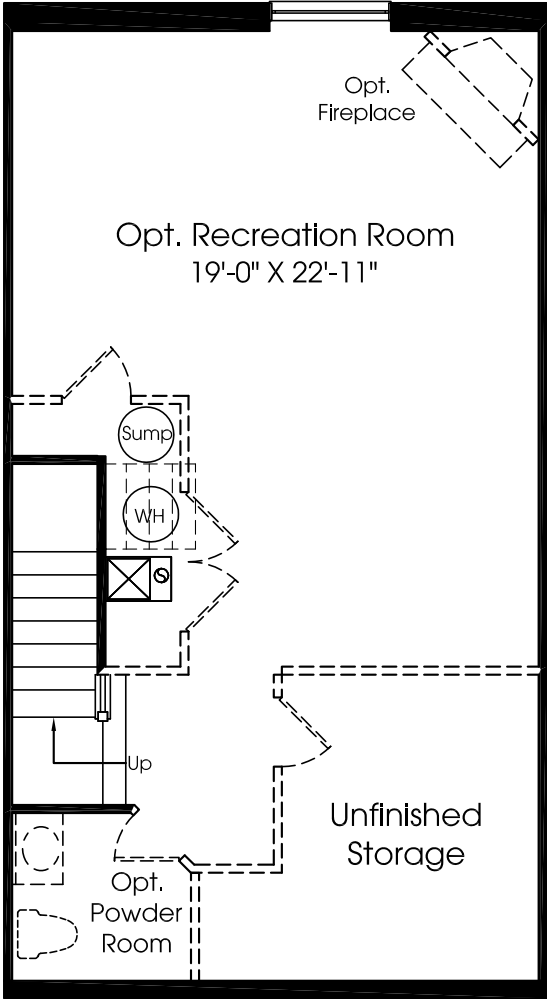 Opt.
Fireplace
Opt. Recreation Room
19'-0" X 22'-11"
Sump
WH
Up
Unfinished
Storage
Opt.
Powder
Room